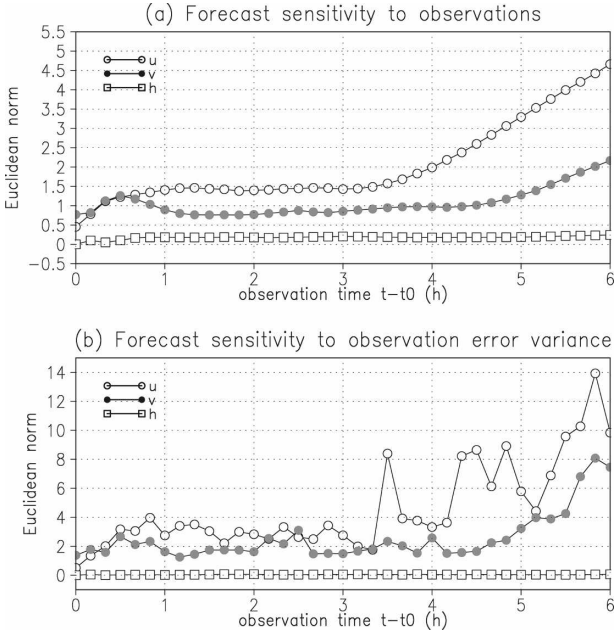 (a) Forecast sensitivity to observations
5.5
5
4.5
4
3.5
3
2.5
2
1.5
1
0.5
0
−0.5
Euclidean norm
u
v
h
0 1 2 3 4 5 6
observation time t−t0 (h)
(b) Forecast sensitivity to observation error variance
14
12
10
8
6
4
2
0
Euclidean norm
u
v
h
0 1 2 3 4 5 6
observation time t−t0 (h)